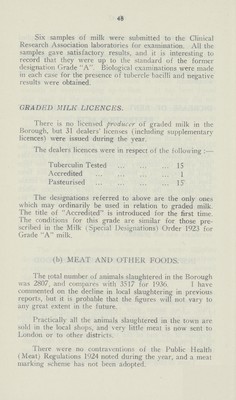 48
Six samples of milk were submitted to the Clinical
Research Association laboratories for examination. All the
samples gave satisfactory results, and it is interesting to
record that they were up to the standard of the former
designation Grade "A". Biological examinations were made
in each case for the presence of tubercle bacilli and negative
results were obtained.
GRADED MILK LICENCES.
There is no licensed producer of graded milk in the
Borough, but 31 dealers' licences (including supplementary
licences) were issued during the year.
The dealers licences were in respect of the following :—
Tuberculin Tested ... ... ... 15
Accredited ... ... ... ... 1
Pasteurised ... ... ... ... 15
The designations referred to above are the only ones
which may ordinarily be used in relation to graded milk.
The title of "Accredited" is introduced for the first time.
The conditions for this grade are similar for those pre-
scribed in the Milk (Special Designations) Order 1923 for
Grade "A" milk.
(b) MEAT AND OTHER FOODS.
The total number of animals slaughtered in the Borough
was 2807, and compares with 3517 for 1936. I have
commented on the decline in local slaughtering in previous
reports, but it is probable that the figures will not vary to
any great extent in the future.
Practically all the animals slaughtered in the town are
sold in the local shops, and very little meat is now sent to
London or to other districts.
There were no contraventions of the Public Health
(Meat) Regulations 1924 noted during the year, and a meat
marking scheme has not been adopted.